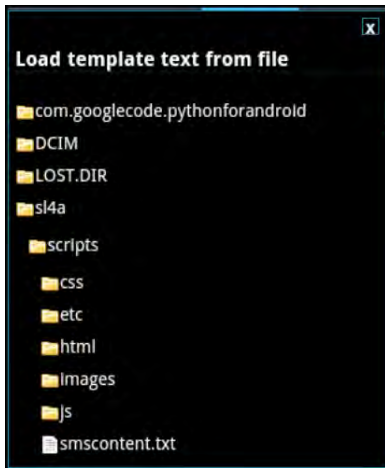 x
Load template text from file
com.googlecode.pythonforandroid
DCIM
LOST.DIR
sl4a
scripts
css
etc
html
images
js
smscontent.txt